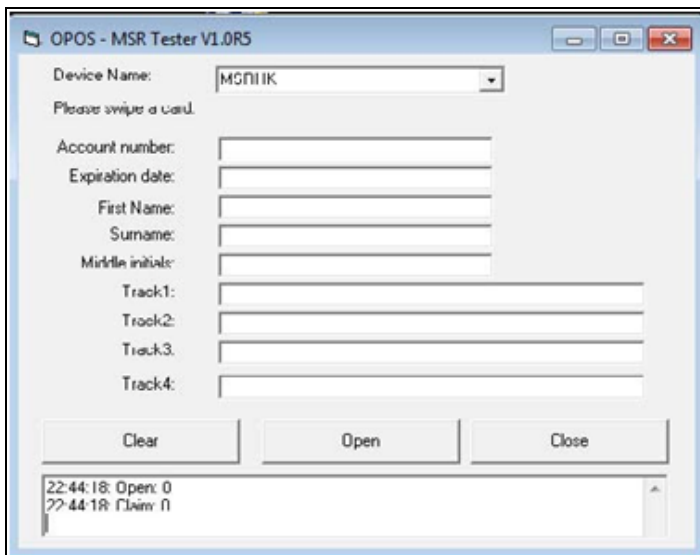 OPOS - MSR Tester V1.0R5
Device Name:
Please swipe a card.
Account number:
Expiration date:
First Name:
Surname:
Middle initials:
Track1:
Track2:
Track3:
Track4:
Clear Open Close
22:44:18: Open: 0
22:44:18: Claim: 0